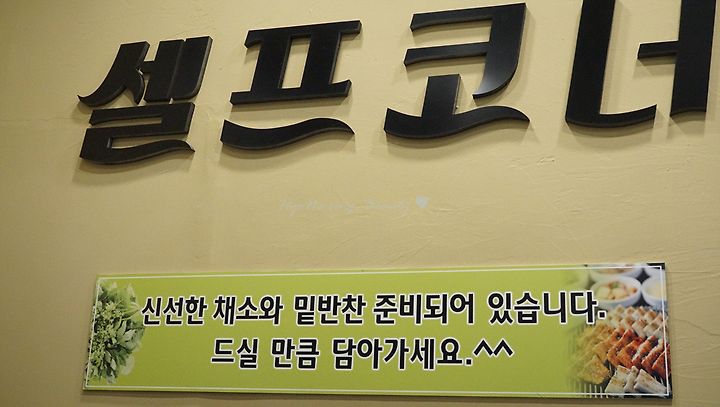 셀프코너
신선한 채소와 밑반찬 준비되어 있습니다.
드실 만큼 담아가세요.^^